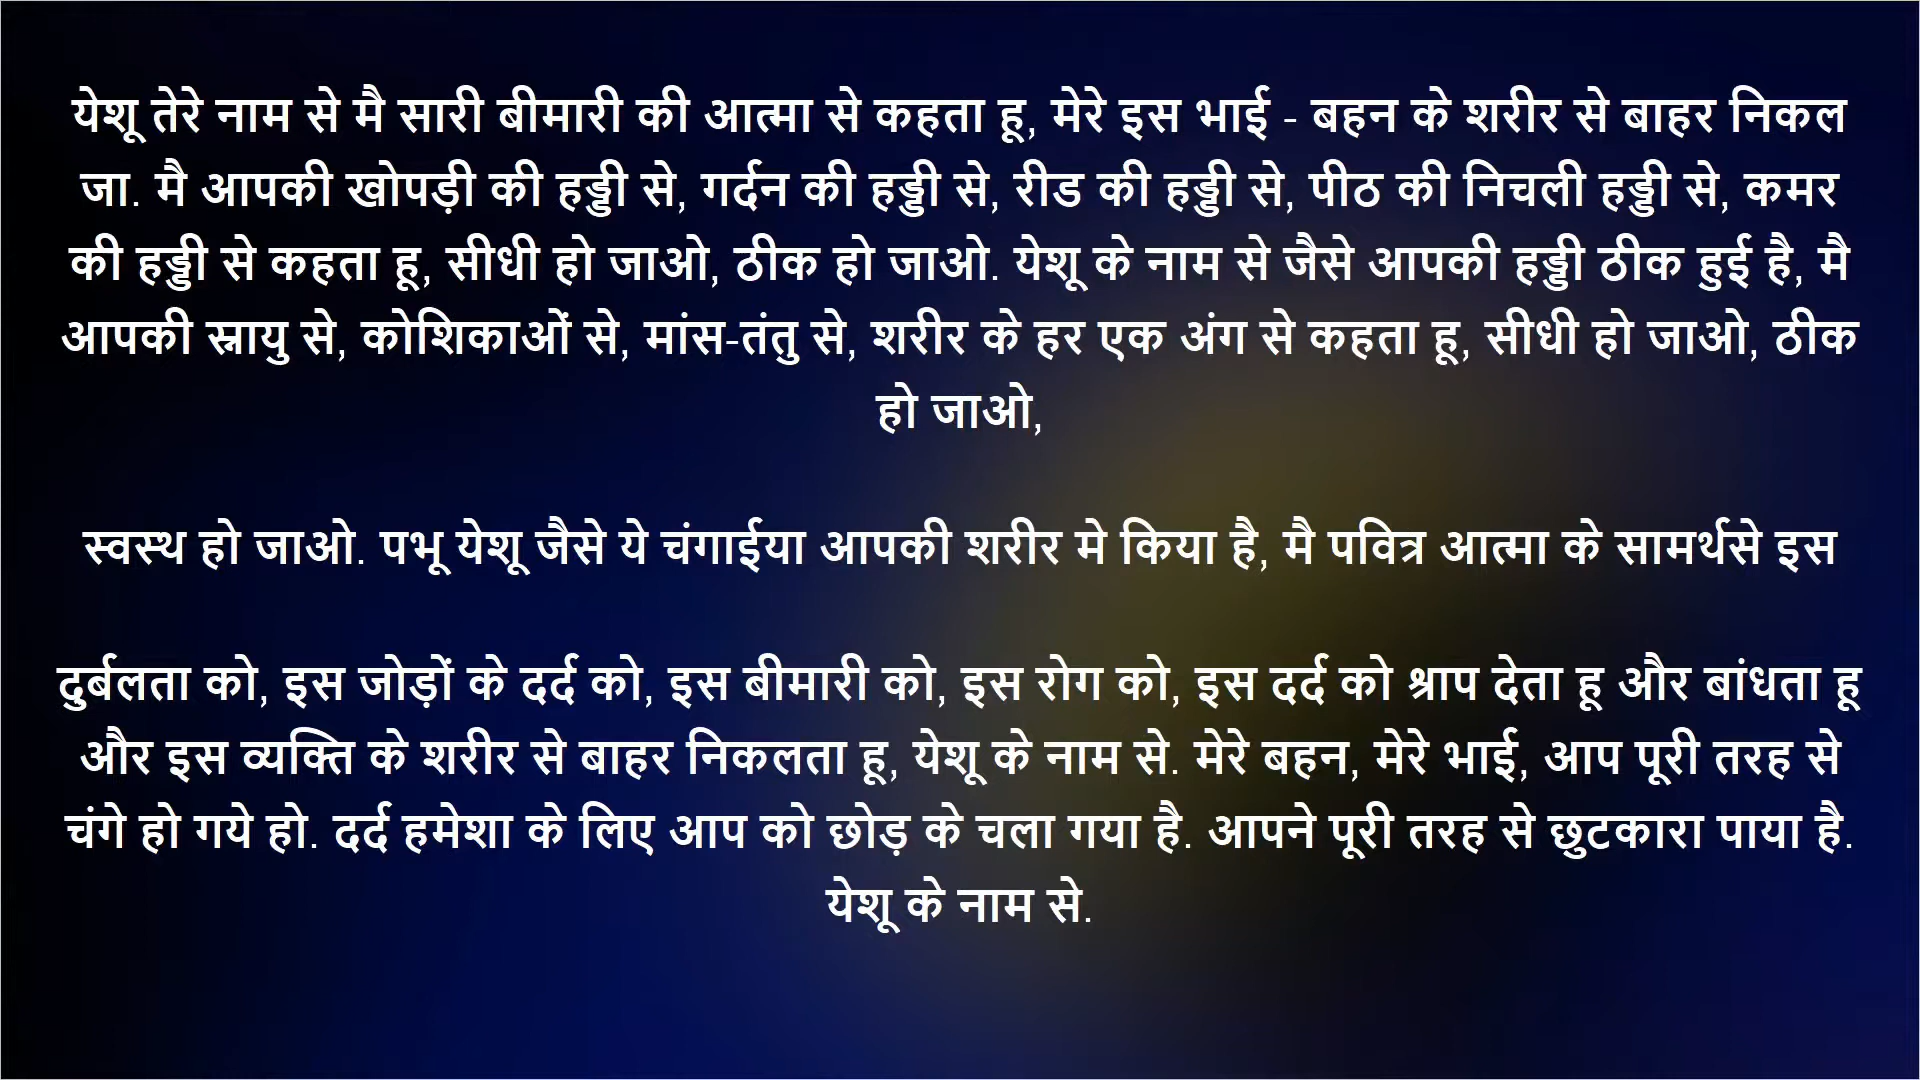 येशू तेरे नाम से मै सारी बीमारी की आत्मा से कहता हू, मेरे इस भाई - बहन के शरीर से बाहर निकल
जा. मै आपकी खोपड़ी की हड्डी से, गर्दन की हड्डी से, रीड की हड्डी से, पीठ की निचली हड्डी से, कमर
की हड्डी से कहता हू, सीधी हो जाओ, ठीक हो जाओ. येशू के नाम से जैसे आपकी हड्डी ठीक हुई है, मै
आपकी स्नायु से, कोशिकाओं से, मांस-तंतु से, शरीर के हर एक अंग से कहता हू, सीधी हो जाओ, ठीक
हो जाओ,
स्वस्थ हो जाओ. पभू येशू जैसे ये चंगाईया आपकी शरीर मे किया है, मै पवित्र आत्मा के सामर्थसे इस
दुर्बलता को, इस जोड़ों के दर्द को, इस बीमारी को, इस रोग को, इस दर्द को श्राप देता हू और बांधता हू
और इस व्यक्ति के शरीर से बाहर निकलता हू, येशू के नाम से. मेरे बहन, मेरे भाई, आप पूरी तरह से
चंगे हो गये हो. दर्द हमेशा के लिए आप को छोड़ के चला गया है. आपने पूरी तरह से छुटकारा पाया है.
येशू के नाम से.